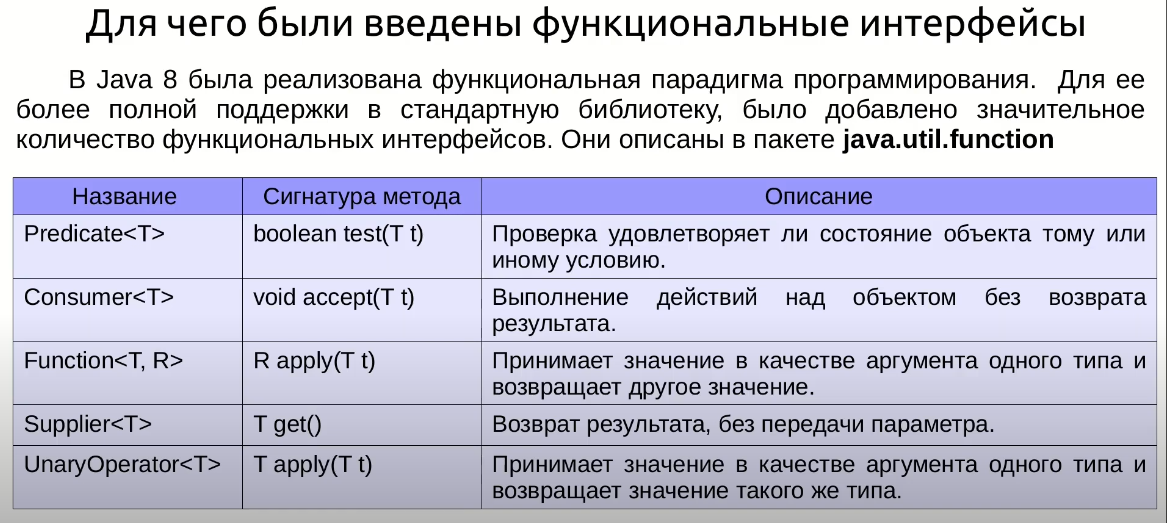 Для чего были введены функциональные интерфейсы
В Java 8 была реализована функциональная парадигма программирования. Для ее
более полной поддержки в стандартную библиотеку, было добавлено значительное
количество функциональных интерфейсов. Они описаны в пакете java.util.function
Название Сигнатура метода Описание
Predicate<T> boolean test(T t) Проверка удовлетворяет ли состояние объекта тому или
иному условию.
Consumer<T> void accept(T t) Выполнение действий над объектом без возврата
результата.
Function<T, R> R apply(T t) Принимает значение в качестве аргумента одного типа и
возвращает другое значение.
Supplier<T> T get() Возврат результата, без передачи параметра.
UnaryOperator<T> T apply(T t) Принимает значение в качестве аргумента одного типа и
возвращает значение такого же типа.